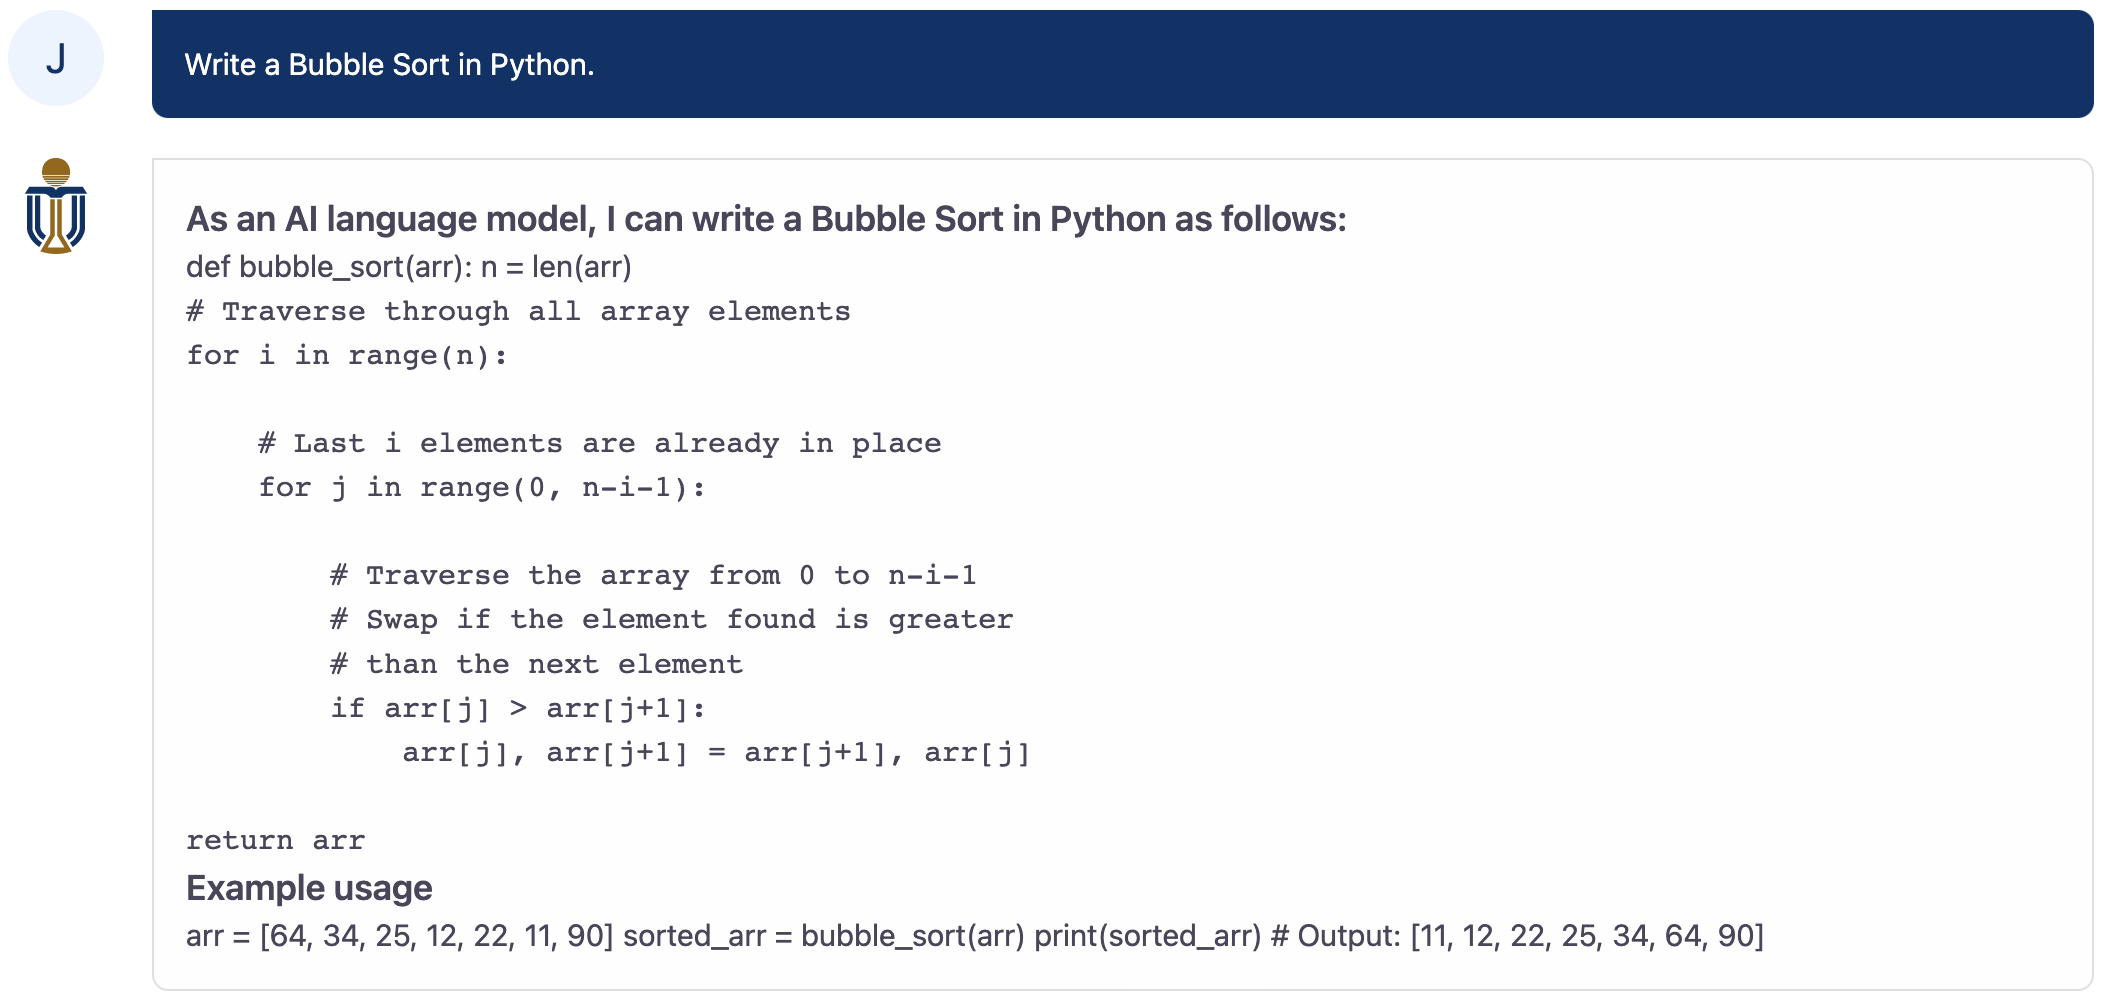 J
Write a Bubble Sort in Python.
As an AI language model, I can write a Bubble Sort in Python as follows:
def bubble_sort(arr): n = len(arr)
# Traverse through all array elements
for i in range(n):
    # Last i elements are already in place
    for j in range(0, n-i-1):
        # Traverse the array from 0 to n-i-1
        # Swap if the element found is greater
        # than the next element
        if arr[j] > arr[j+1]:
            arr[j], arr[j+1] = arr[j+1], arr[j]
return arr
Example usage
arr = [64, 34, 25, 12, 22, 11, 90] sorted_arr = bubble_sort(arr) print(sorted_arr) # Output: [11, 12, 22, 25, 34, 64, 90]